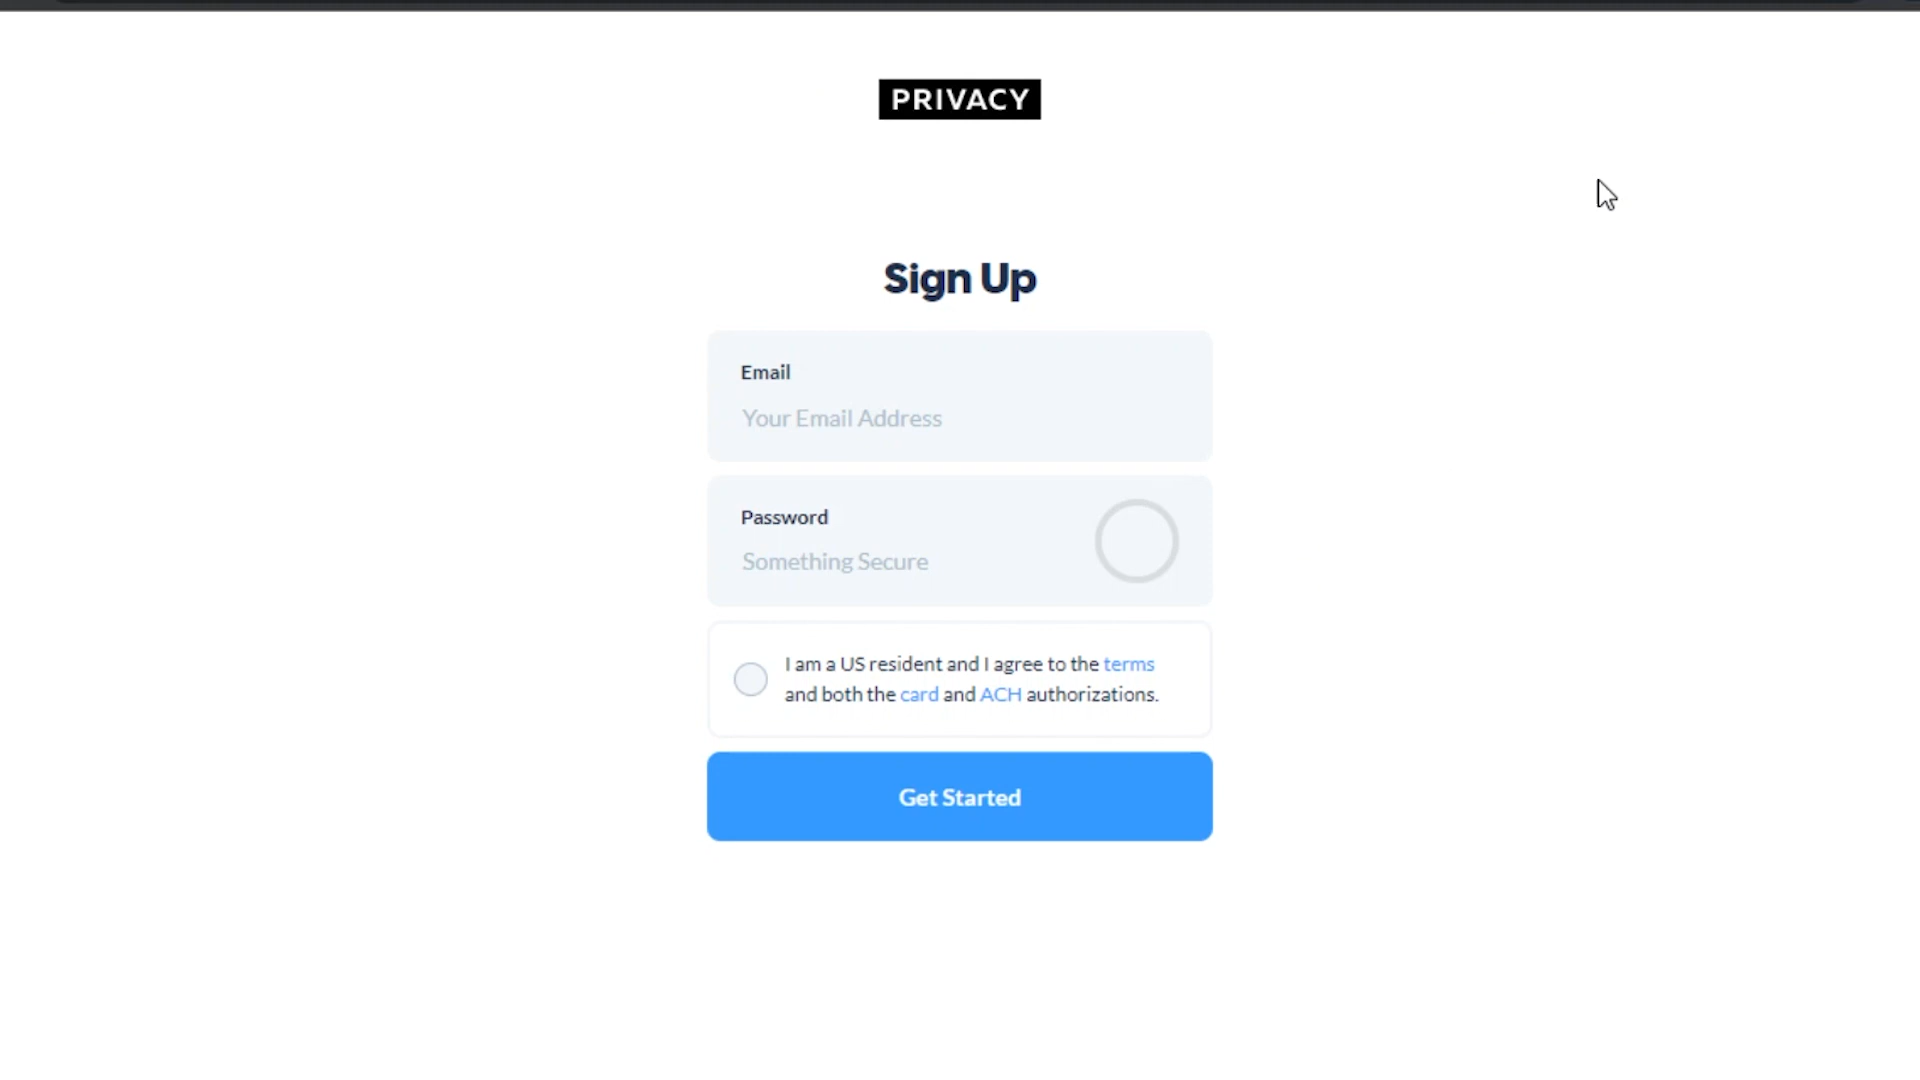 PRIVACY
Sign Up
Email
Your Email Address
Password
Something Secure
I am a US resident and I agree to the terms
and both the card and ACH authorizations.
Get Started